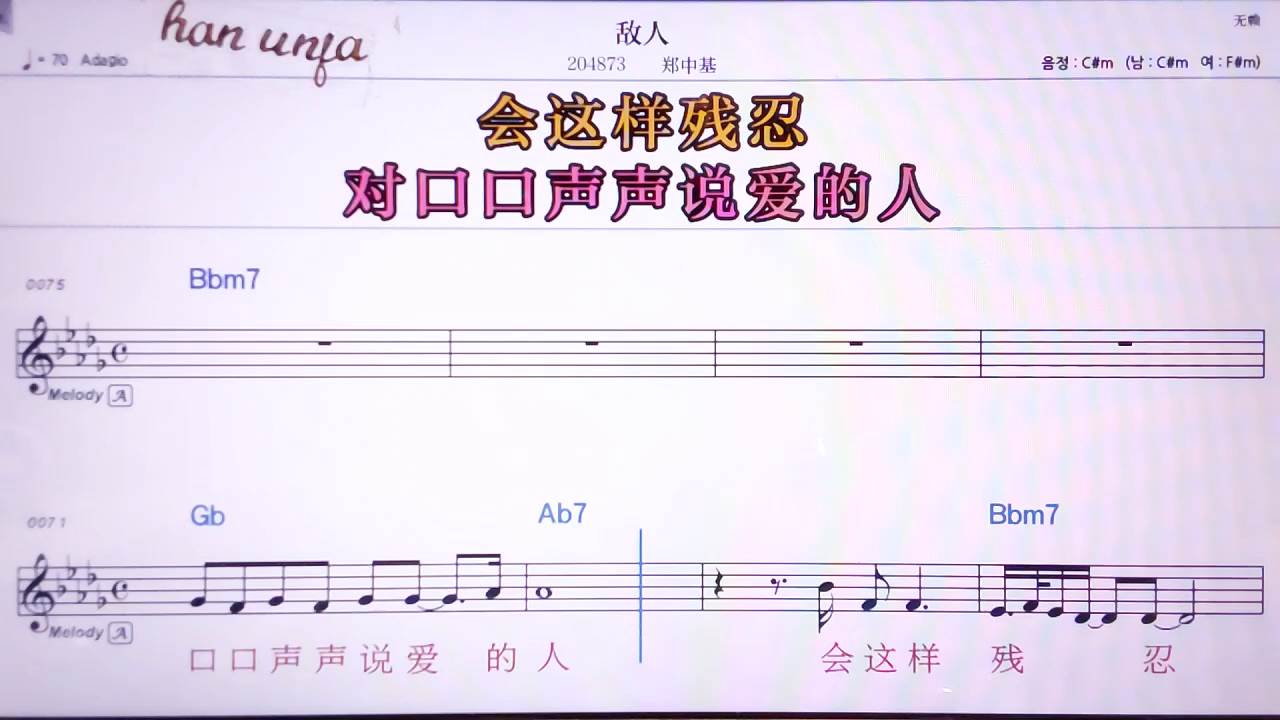 han unja
敌人
无赖
♩= 70 Adagio
204873 郑中基
음정 : C#m (남 : C#m 여 : F#m)
会这样残忍
对口口声声说爱的人
0075 Bbm7
Melody A
0071 Gb Ab7 Bbm7
Melody A
口口声声说爱 的 人 会这样 残 忍